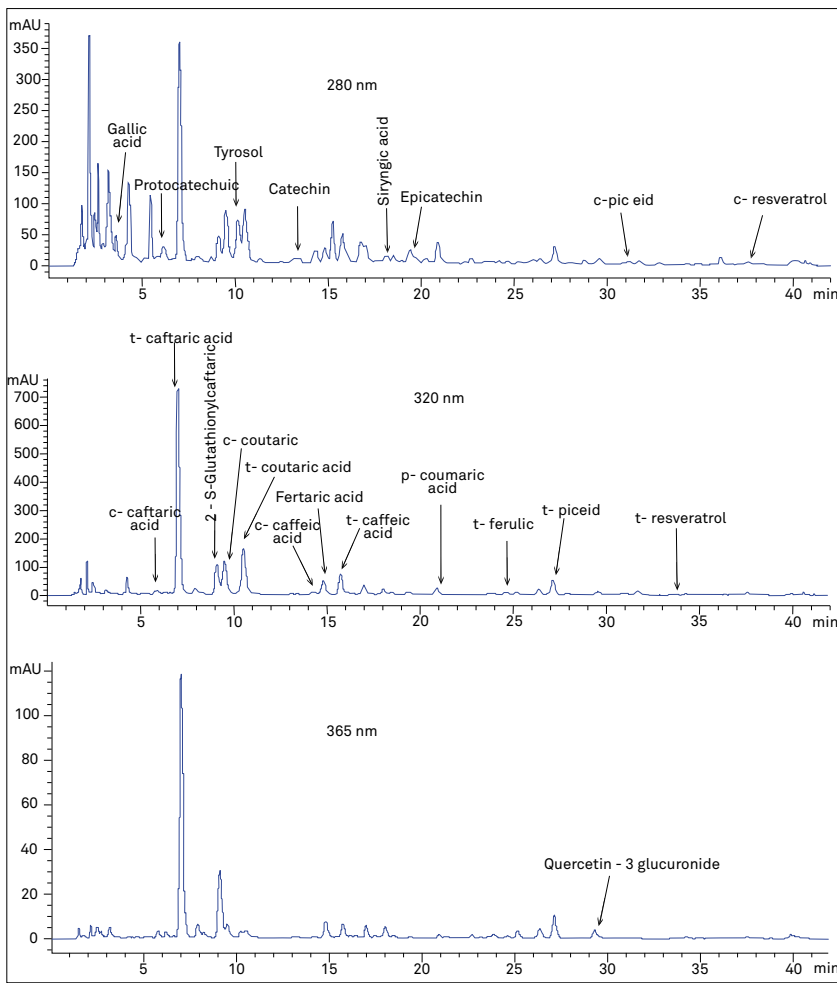 mAU
280 nm
350
300
250
200
150
100
50
0
Gallic
acid
Protocatechuic
Tyrosol
Catechin
Siryngic acid
Epicatechin
c-pic eid
c- resveratrol
5
10
15
20
25
30
35
40
min
t- caftaric acid
mAU
320 nm
700
600
500
400
300
200
100
0
c- caftaric
acid
2 - S-Glutathionylcaftaric
c- coutaric
t- coutaric acid
c- caffeic
acid
Fertaric acid
t- caffeic
acid
p- coumaric
acid
t- ferulic
t- piceid
t- resveratrol
5
10
15
20
25
30
35
40
min
mAU
365 nm
100
80
60
40
20
0
Quercetin - 3 glucuronide
5
10
15
20
25
30
35
40
min